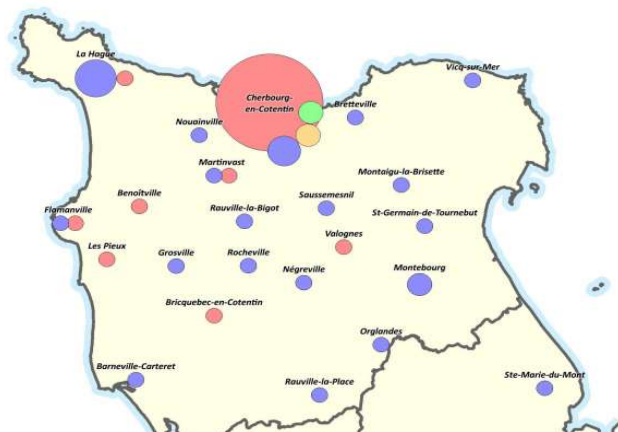 La Hague
Vicq-sur-Mer
Cherbourg-
en-Cotentin
Bretteville
Nouainville
Martinvast
Montaigu-la-Brisette
Benoîtville
Saussemesnil
Flamanville
Rauville-la-Bigot
St-Germain-de-Tournebut
Valognes
Les Pieux
Grosville
Rocheville
Négreville
Montebourg
Bricquebec-en-Cotentin
Orglandes
Barneville-Carteret
Rauville-la-Place
Ste-Marie-du-Mont